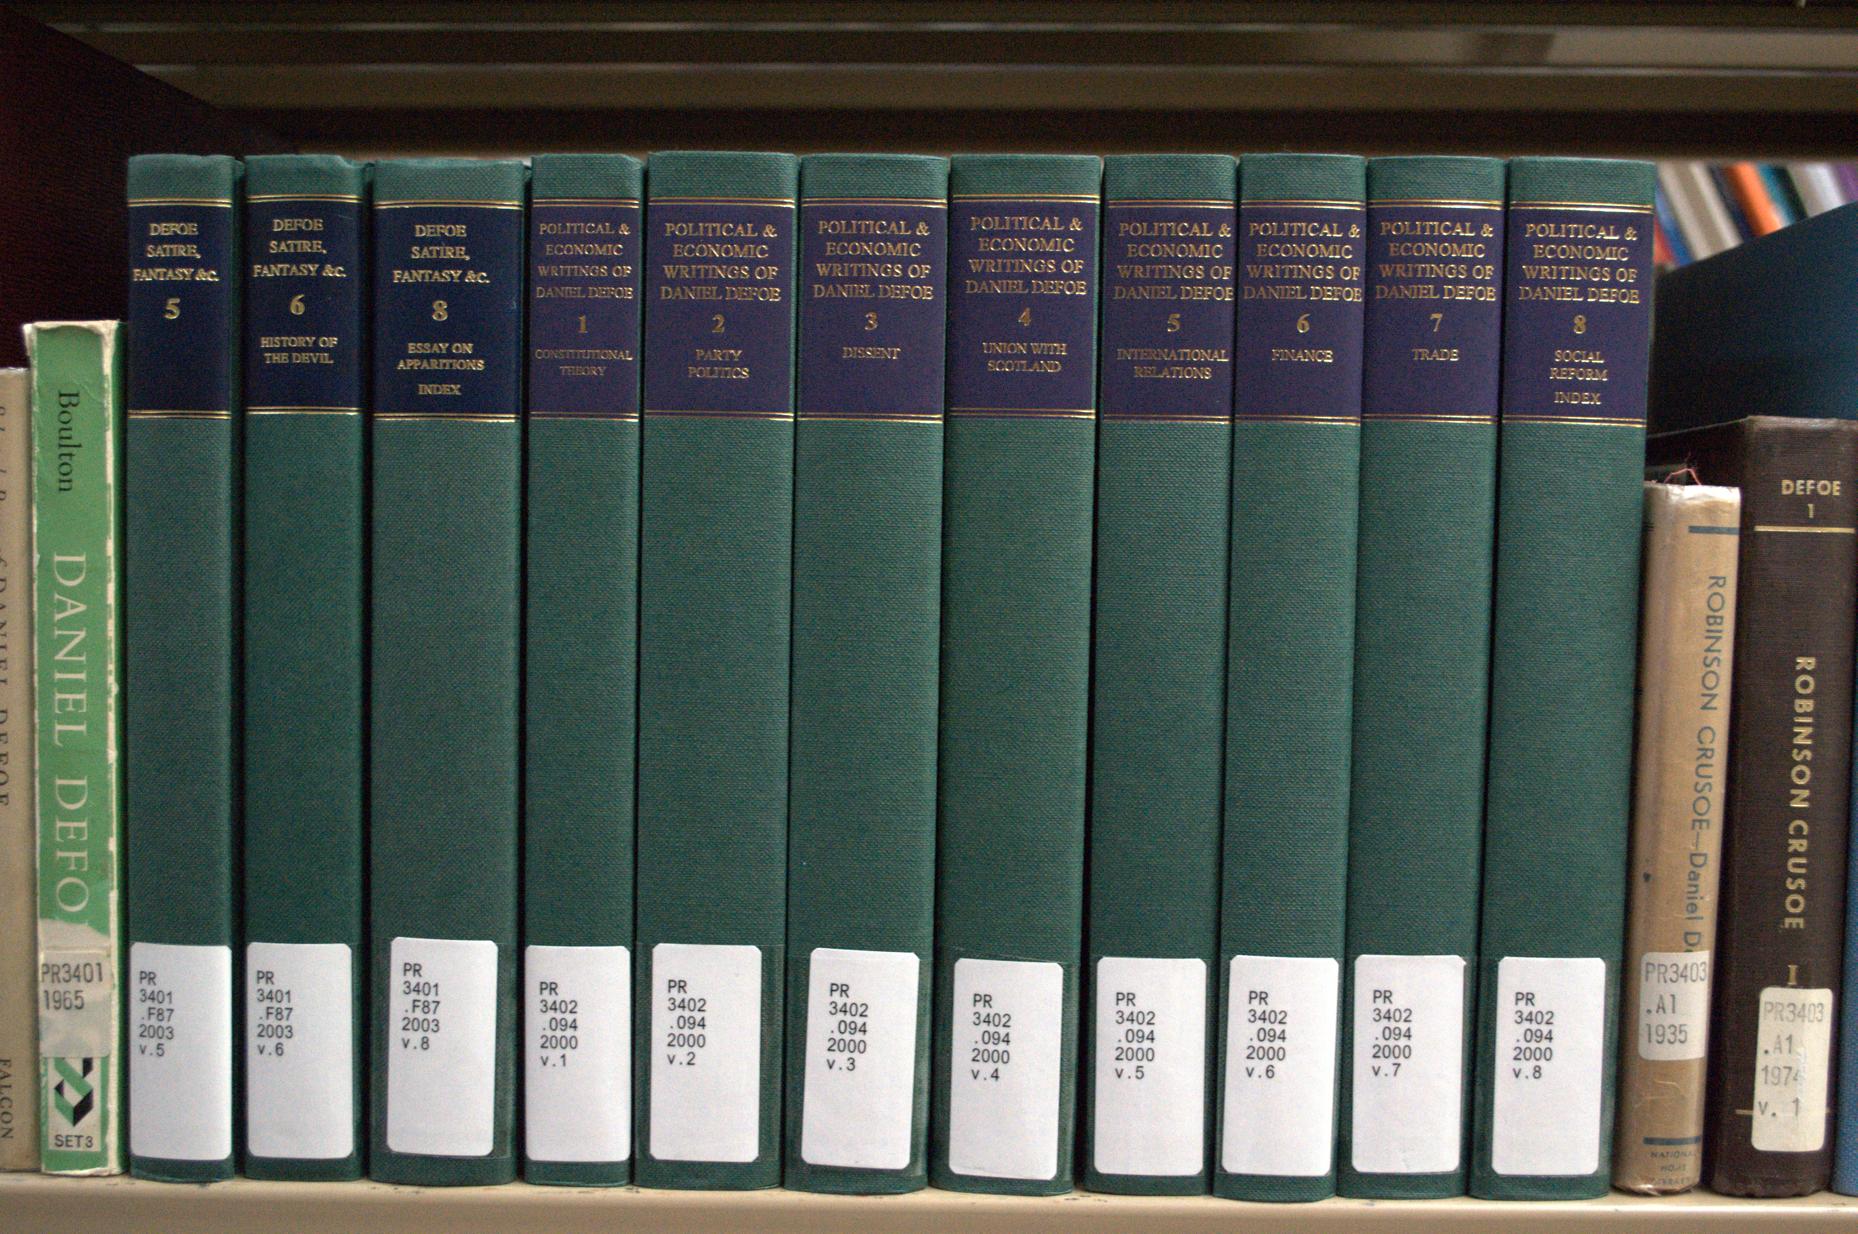 DANIEL DEFOE
FALCON
Boulton
DANIEL DEFO
PR3401
1965
SET3
DEFOE
SATIRE,
FANTASY &c.
5
PR
3401
.F87
2003
v.5
DEFOE
SATIRE,
FANTASY &c.
6
HISTORY OF
THE DEVIL
PR
3401
.F87
2003
v.6
DEFOE
SATIRE,
FANTASY &c.
8
ESSAY ON
APPARITIONS
INDEX
PR
3401
.F87
2003
v.8
POLITICAL &
ECONOMIC
WRITINGS OF
DANIEL DEFOE
1
CONSTITUTIONAL
THEORY
PR
3402
.094
2000
v.1
POLITICAL &
ECONOMIC
WRITINGS OF
DANIEL DEFOE
2
PARTY
POLITICS
PR
3402
.094
2000
v.2
POLITICAL &
ECONOMIC
WRITINGS OF
DANIEL DEFOE
3
DISSENT
PR
3402
.094
2000
v.3
POLITICAL &
ECONOMIC
WRITINGS OF
DANIEL DEFOE
4
UNION WITH
SCOTLAND
PR
3402
.094
2000
v.4
POLITICAL &
ECONOMIC
WRITINGS OF
DANIEL DEFOE
5
INTERNATIONAL
RELATIONS
PR
3402
.094
2000
v.5
POLITICAL &
ECONOMIC
WRITINGS OF
DANIEL DEFOE
6
FINANCE
PR
3402
.094
2000
v.6
POLITICAL &
ECONOMIC
WRITINGS OF
DANIEL DEFOE
7
TRADE
PR
3402
.094
2000
v.7
POLITICAL &
ECONOMIC
WRITINGS OF
DANIEL DEFOE
8
SOCIAL
REFORM
INDEX
PR
3402
.094
2000
v.8
ROBINSON CRUSOE—Daniel D
PR3403
.A1
1935
DEFOE
1
ROBINSON CRUSOE
I
PR3403
.A1
1974
v. 1